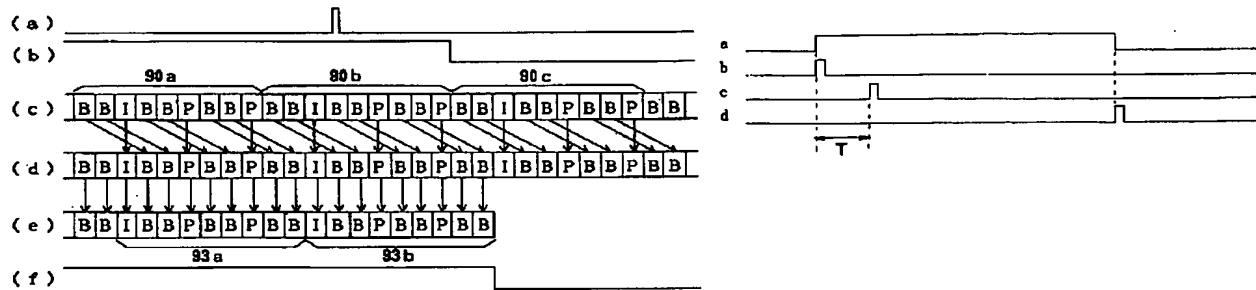 (a)
(b)
90a 90b 90c
(c) B B I B B P B B P B B I B B P B B P B B I B B P B B P B B
(d) B B I B B P B B P B B I B B P B B P B B I B B P B B P B B
(e) B B I B B P B B P B B I B B P B B P B B
93a 93b
(f)
a
b
c
d
T